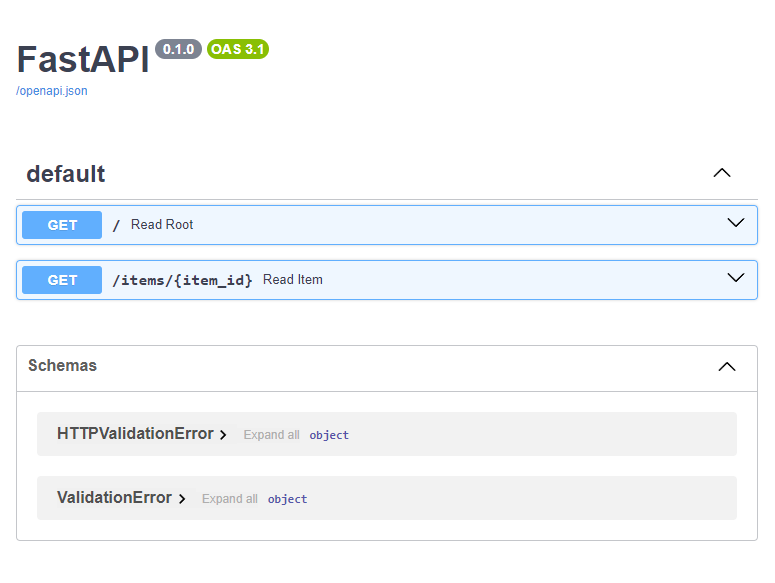 FastAPI 0.1.0 OAS 3.1
/openapi.json
default
GET / Read Root
GET /items/{item_id} Read Item
Schemas
HTTPValidationError Expand all object
ValidationError Expand all object